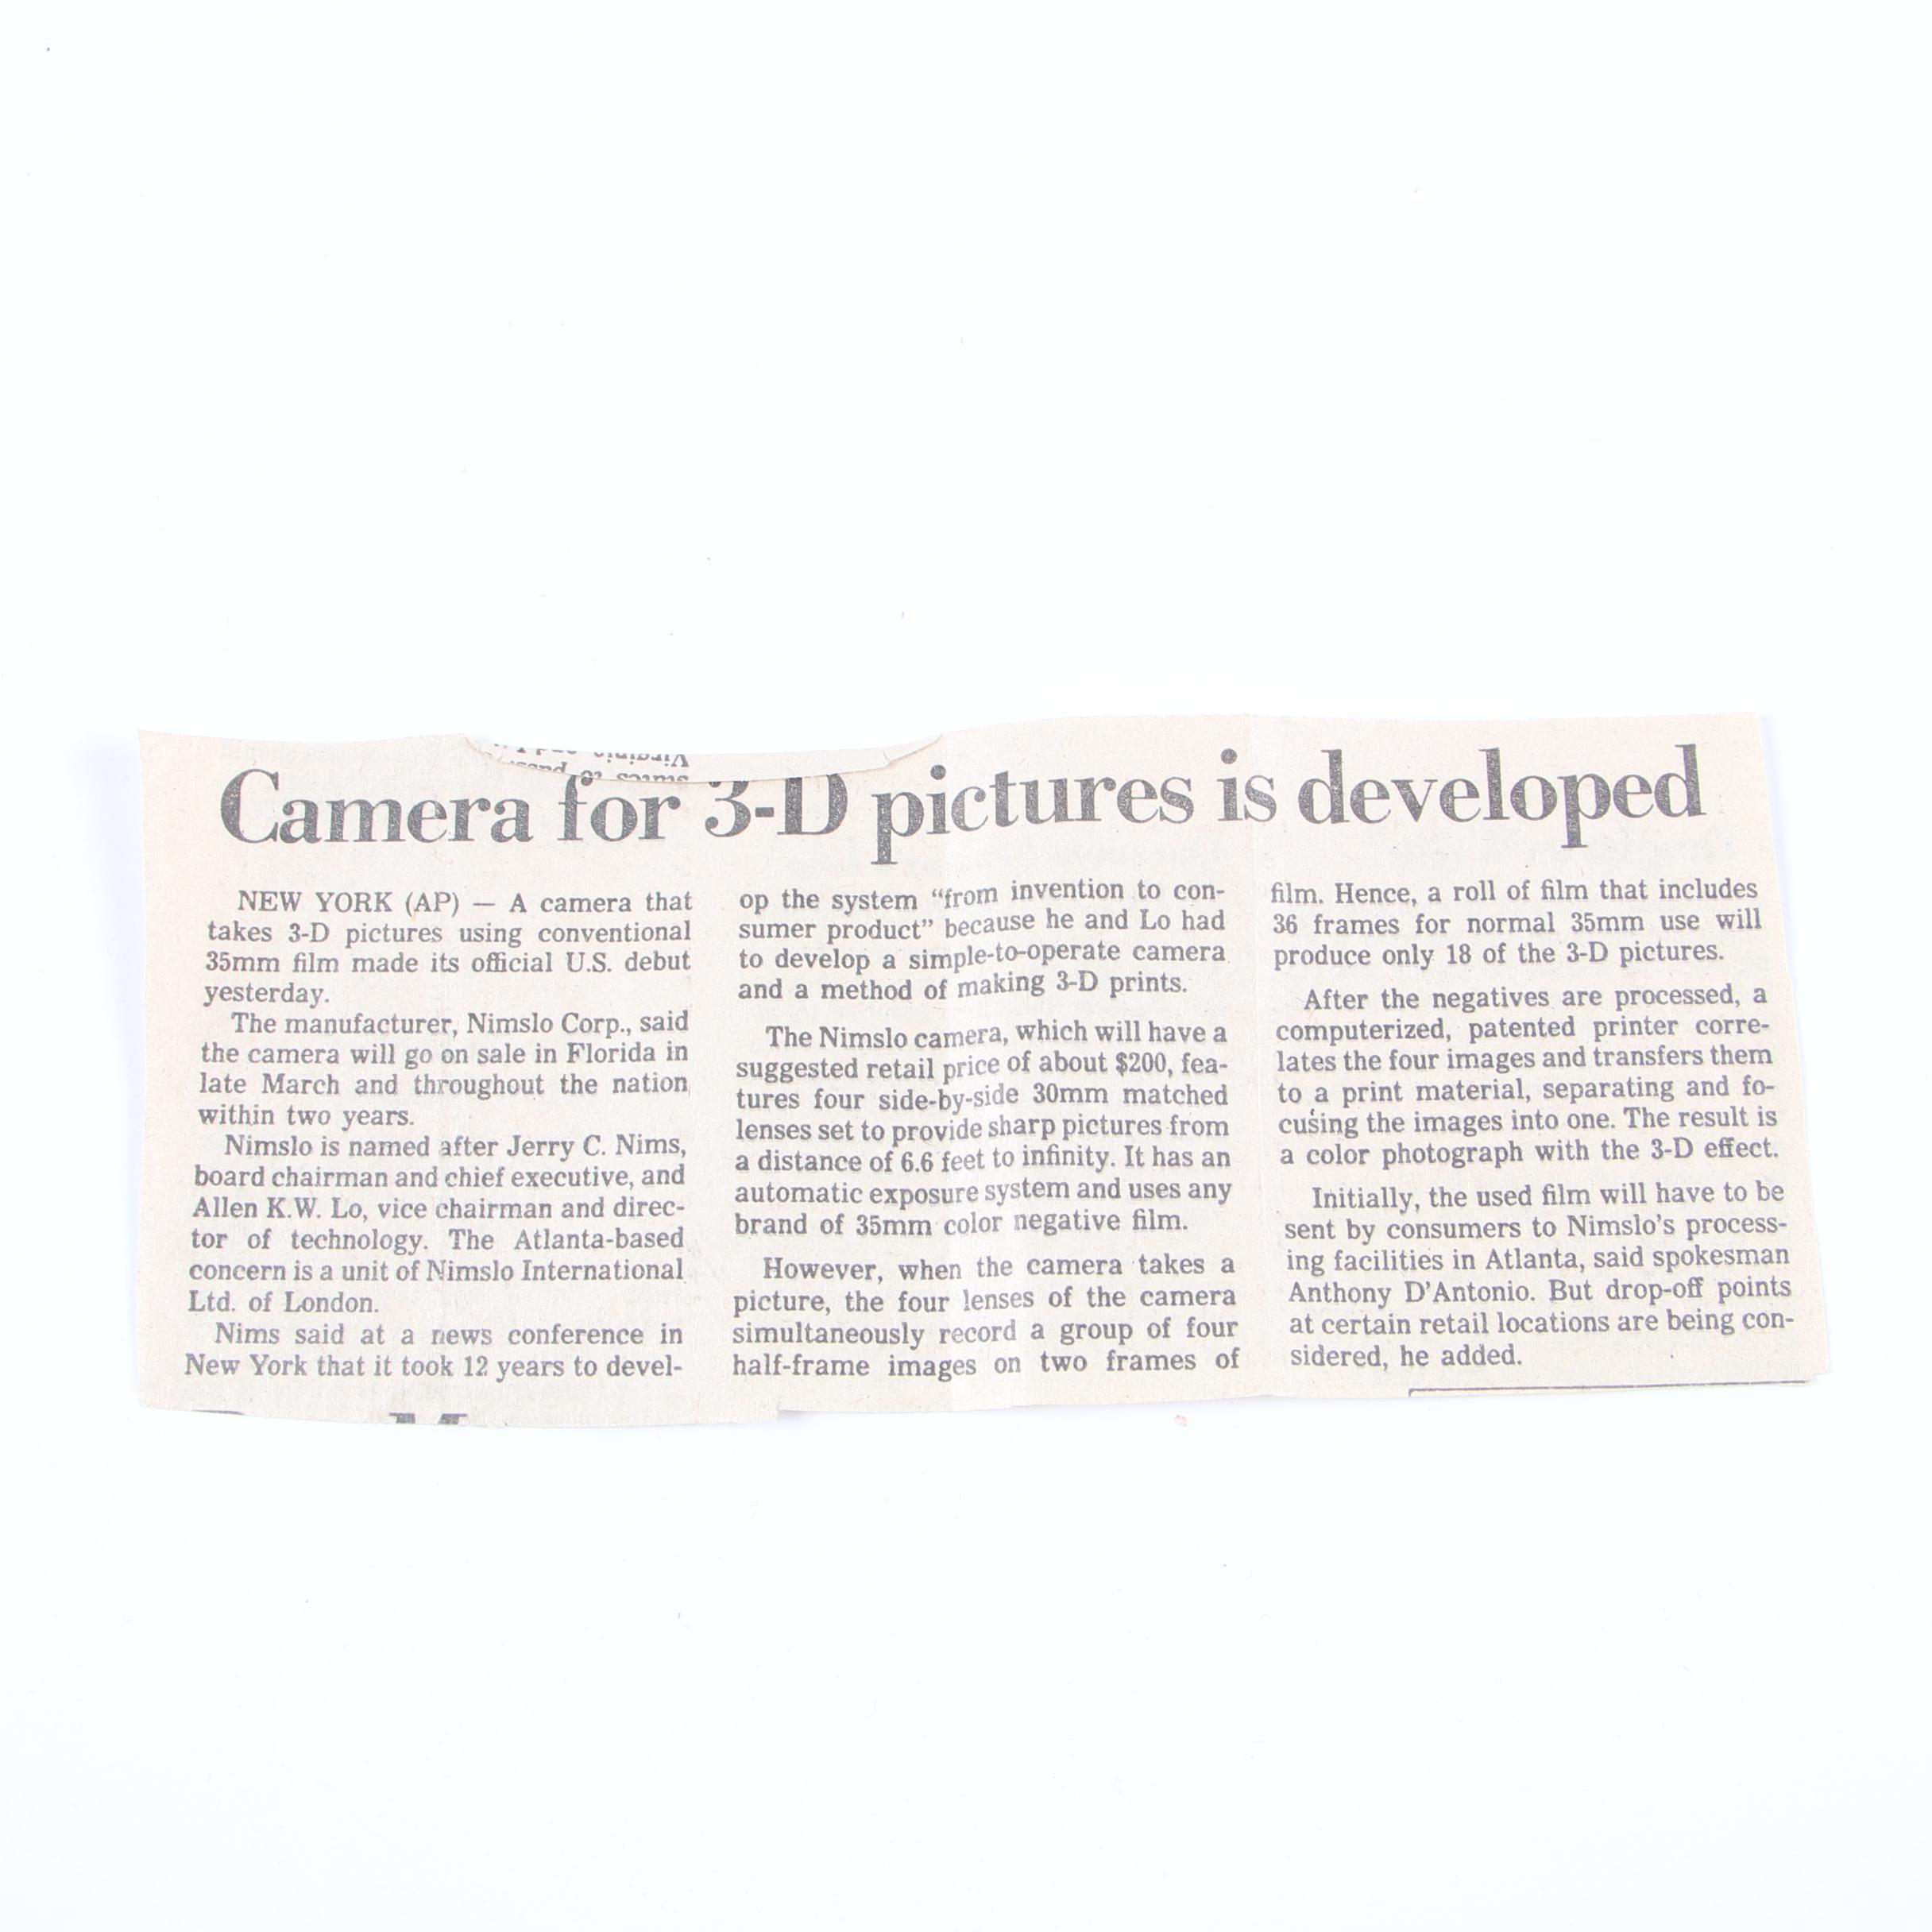 Camera for 3-D pictures is developed
NEW YORK (AP) — A camera that
takes 3-D pictures using conventional
35mm film made its official U.S. debut
yesterday.
The manufacturer, Nimslo Corp., said
the camera will go on sale in Florida in
late March and throughout the nation
within two years.
Nimslo is named after Jerry C. Nims,
board chairman and chief executive, and
Allen K.W. Lo, vice chairman and direc-
tor of technology. The Atlanta-based
concern is a unit of Nimslo International
Ltd. of London.
Nims said at a news conference in
New York that it took 12 years to devel-
op the system “from invention to con-
sumer product” because he and Lo had
to develop a simple-to-operate camera
and a method of making 3-D prints.
The Nimslo camera, which will have a
suggested retail price of about $200, fea-
tures four side-by-side 30mm matched
lenses set to provide sharp pictures from
a distance of 6.6 feet to infinity. It has an
automatic exposure system and uses any
brand of 35mm color negative film.
However, when the camera takes a
picture, the four lenses of the camera
simultaneously record a group of four
half-frame images on two frames of
film. Hence, a roll of film that includes
36 frames for normal 35mm use will
produce only 18 of the 3-D pictures.
After the negatives are processed, a
computerized, patented printer corre-
lates the four images and transfers them
to a print material, separating and fo-
cusing the images into one. The result is
a color photograph with the 3-D effect.
Initially, the used film will have to be
sent by consumers to Nimslo’s process-
ing facilities in Atlanta, said spokesman
Anthony D’Antonio. But drop-off points
at certain retail locations are being con-
sidered, he added.